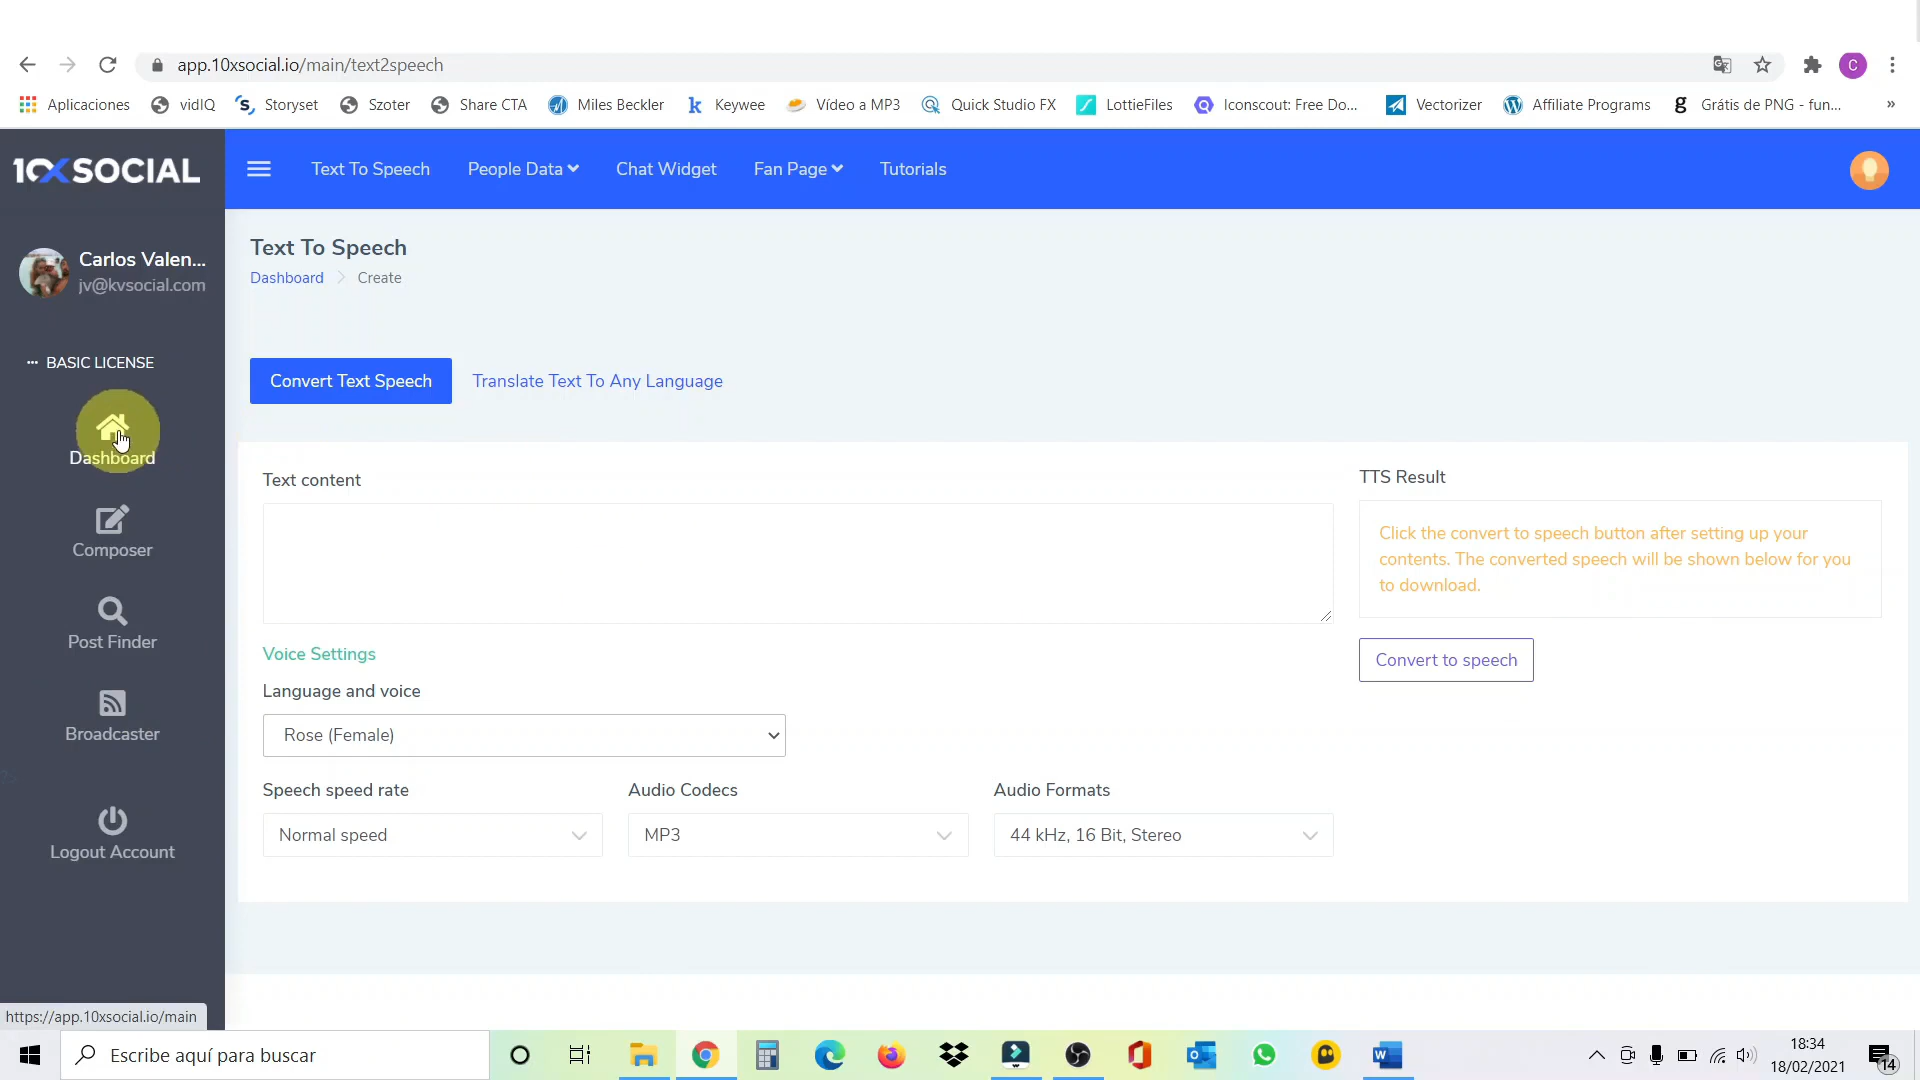 app.10xsocial.io/main/text2speech
Aplicaciones vidIQ Storyset Szoter Share CTA Miles Beckler Keywee Vídeo a MP3 Quick Studio FX LottieFiles Iconscout: Free Do... Vectorizer Affiliate Programs Grátis de PNG - fun... »
10XSOCIAL
Text To Speech People Data Chat Widget Fan Page Tutorials
Carlos Valen...
jv@kvsocial.com
BASIC LICENSE
Dashboard
Composer
Post Finder
Broadcaster
Logout Account
Text To Speech
Dashboard Create
Convert Text Speech Translate Text To Any Language
Text content
Voice Settings
Language and voice
Rose (Female)
Speech speed rate Audio Codecs Audio Formats
Normal speed MP3 44 kHz, 16 Bit, Stereo
TTS Result
Click the convert to speech button after setting up your
contents. The converted speech will be shown below for you
to download.
Convert to speech
https://app.10xsocial.io/main
Escribe aquí para buscar
18:34
18/02/2021
14